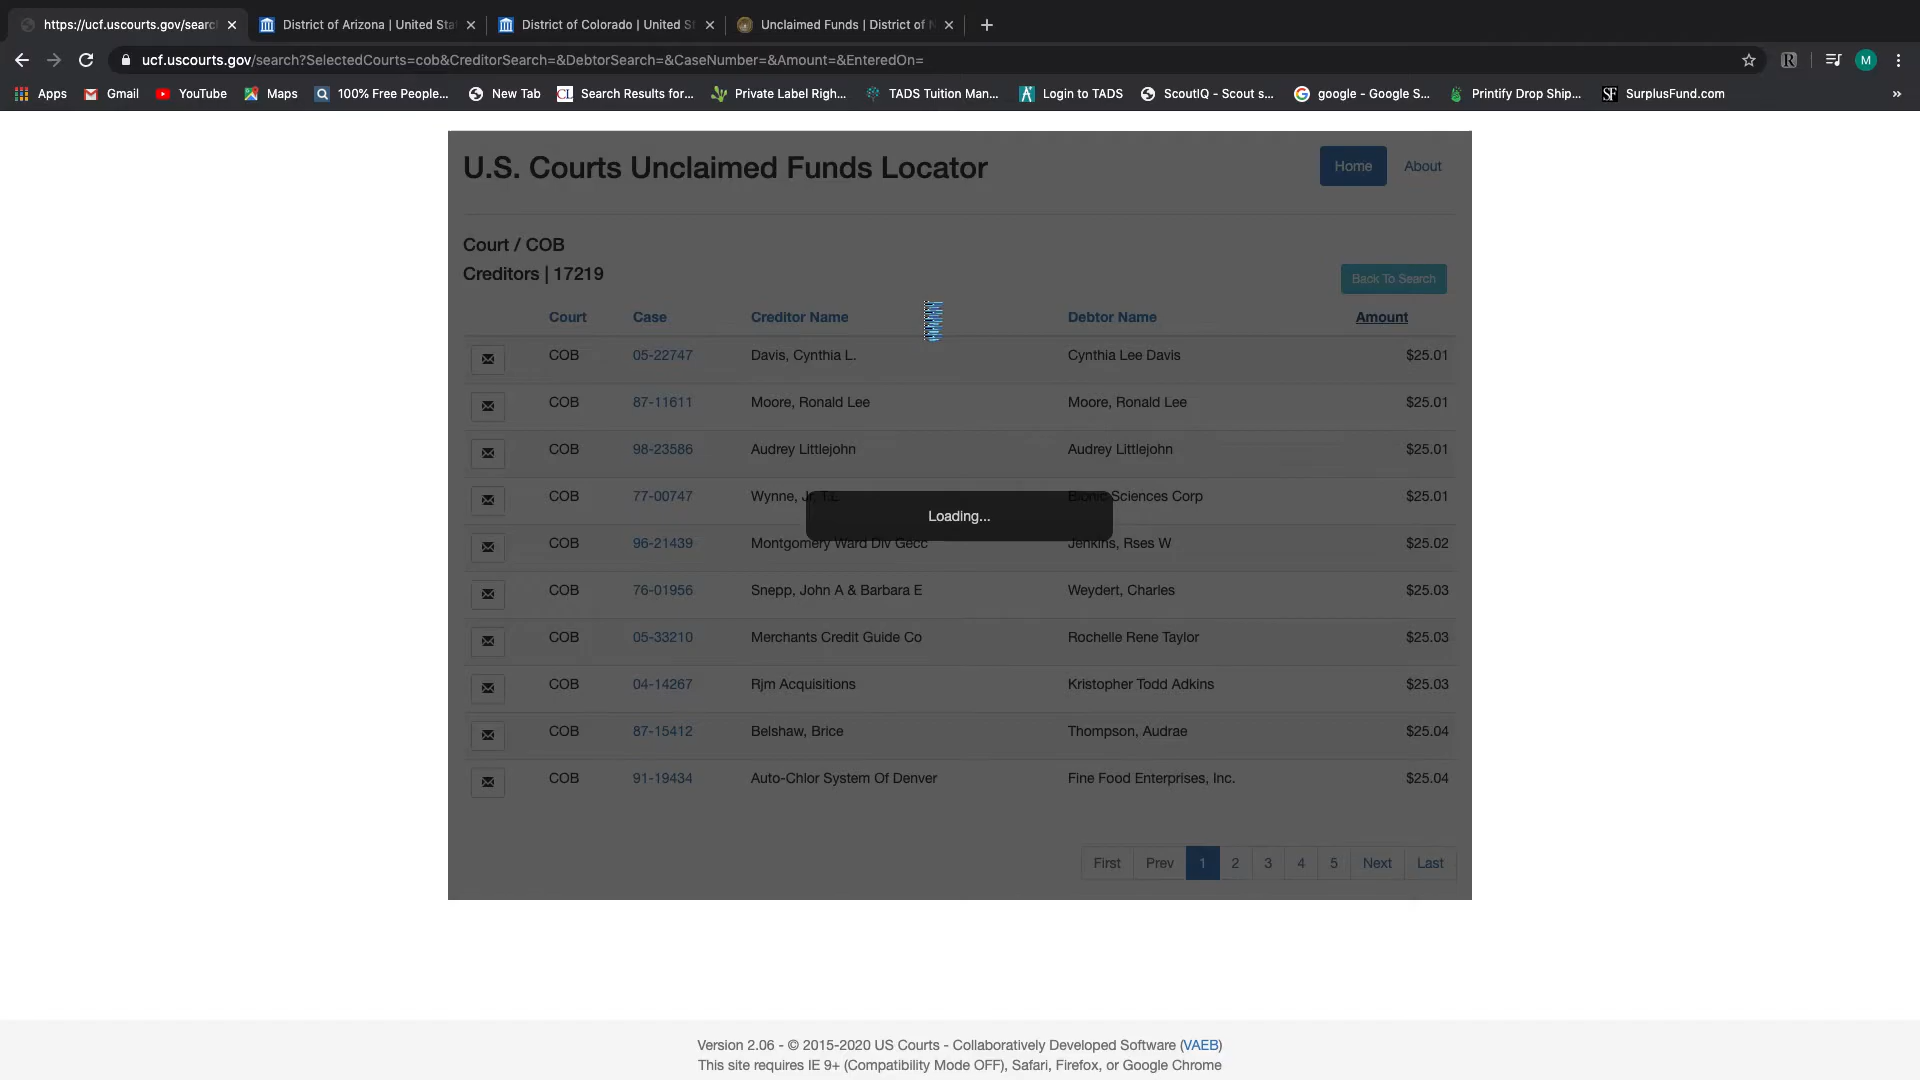 https://ucf.uscourts.gov/searc
District of Arizona | United Sta
District of Colorado | United S
Unclaimed Funds | District of N
ucf.uscourts.gov/search?SelectedCourts=cob&CreditorSearch=&DebtorSearch=&CaseNumber=&Amount=&EnteredOn=
M
Apps Gmail YouTube Maps 100% Free People... New Tab CL Search Results for... Private Label Righ... TADS Tuition Man... Login to TADS ScoutIQ - Scout s... google - Google S... Printify Drop Ship... SF SurplusFund.com »
U.S. Courts Unclaimed Funds Locator Home About
Court / COB
Creditors | 17219
Back To Search
Court Case Creditor Name Debtor Name Amount
COB 05-22747 Davis, Cynthia L. Cynthia Lee Davis $25.01
COB 87-11611 Moore, Ronald Lee Moore, Ronald Lee $25.01
COB 98-23586 Audrey Littlejohn Audrey Littlejohn $25.01
COB 77-00747 Wynne, Jr, T.L. Bionic Sciences Corp $25.01
Loading...
COB 96-21439 Montgomery Ward Div Gecc Jenkins, Rses W $25.02
COB 76-01956 Snepp, John A & Barbara E Weydert, Charles $25.03
COB 05-33210 Merchants Credit Guide Co Rochelle Rene Taylor $25.03
COB 04-14267 Rjm Acquisitions Kristopher Todd Adkins $25.03
COB 87-15412 Belshaw, Brice Thompson, Audrae $25.04
COB 91-19434 Auto-Chlor System Of Denver Fine Food Enterprises, Inc. $25.04
First Prev 1 2 3 4 5 Next Last
Version 2.06 - © 2015-2020 US Courts - Collaboratively Developed Software (VAEB)
This site requires IE 9+ (Compatibility Mode OFF), Safari, Firefox, or Google Chrome